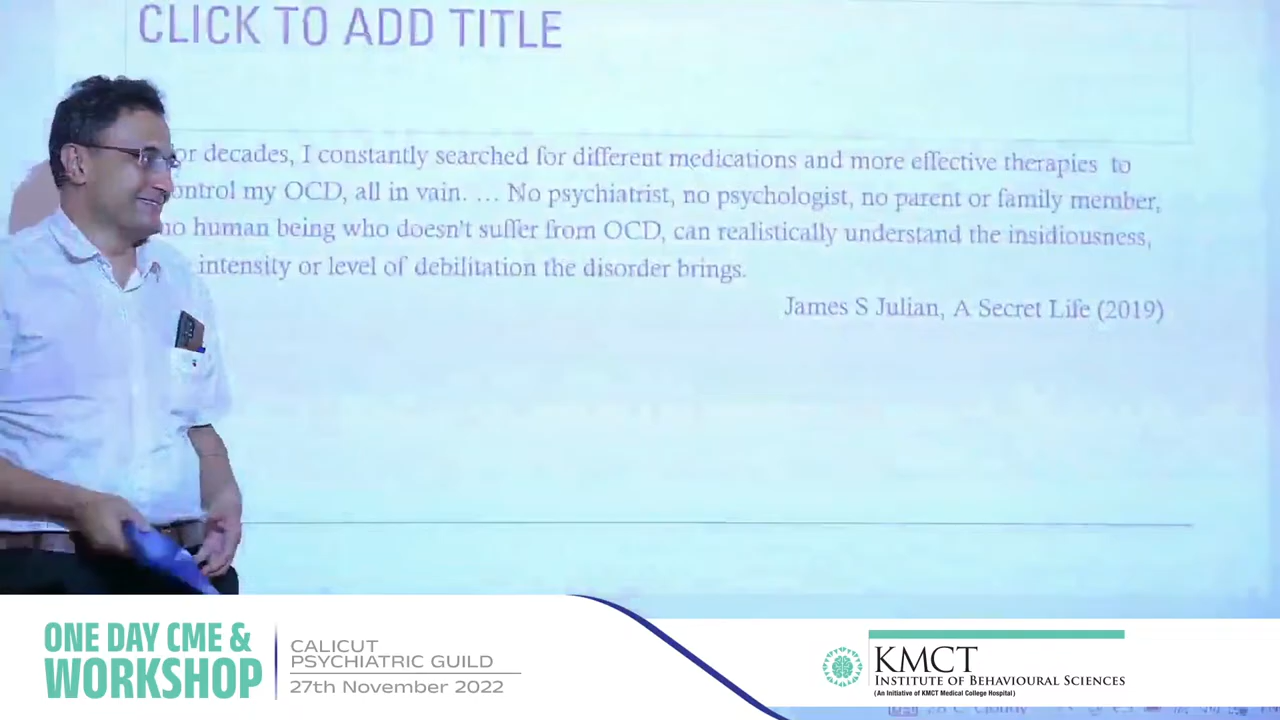 CLICK TO ADD TITLE
or decades, I constantly searched for different medications and more effective therapies to
ontrol my OCD, all in vain. … No psychiatrist, no psychologist, no parent or family member,
no human being who doesn't suffer from OCD, can realistically understand the insidiousness,
intensity or level of debilitation the disorder brings.
James S Julian, A Secret Life (2019)
ONE DAY CME &
WORKSHOP
CALICUT
PSYCHIATRIC GUILD
27th November 2022
KMCT
INSTITUTE OF BEHAVIOURAL SCIENCES
(An Initiative of KMCT Medical College Hospital)